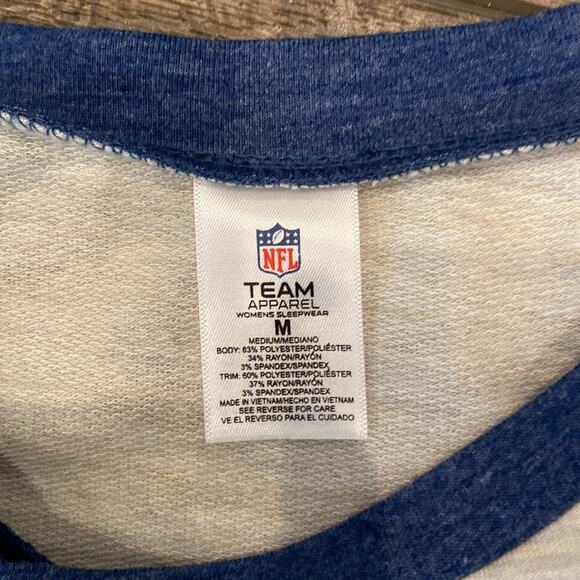 NFL
TEAM
APPAREL
WOMENS SLEEPWEAR
M
MEDIUM/MEDIANO
BODY: 63% POLYESTER/POLIÉSTER
34% RAYON/RAYÓN
3% SPANDEX/SPANDEX
TRIM: 60% POLYESTER/POLIÉSTER
37% RAYON/RAYÓN
3% SPANDEX/SPANDEX
MADE IN VIETNAM/HECHO EN VIETNAM
SEE REVERSE FOR CARE
VE EL REVERSO PARA EL CUIDADO